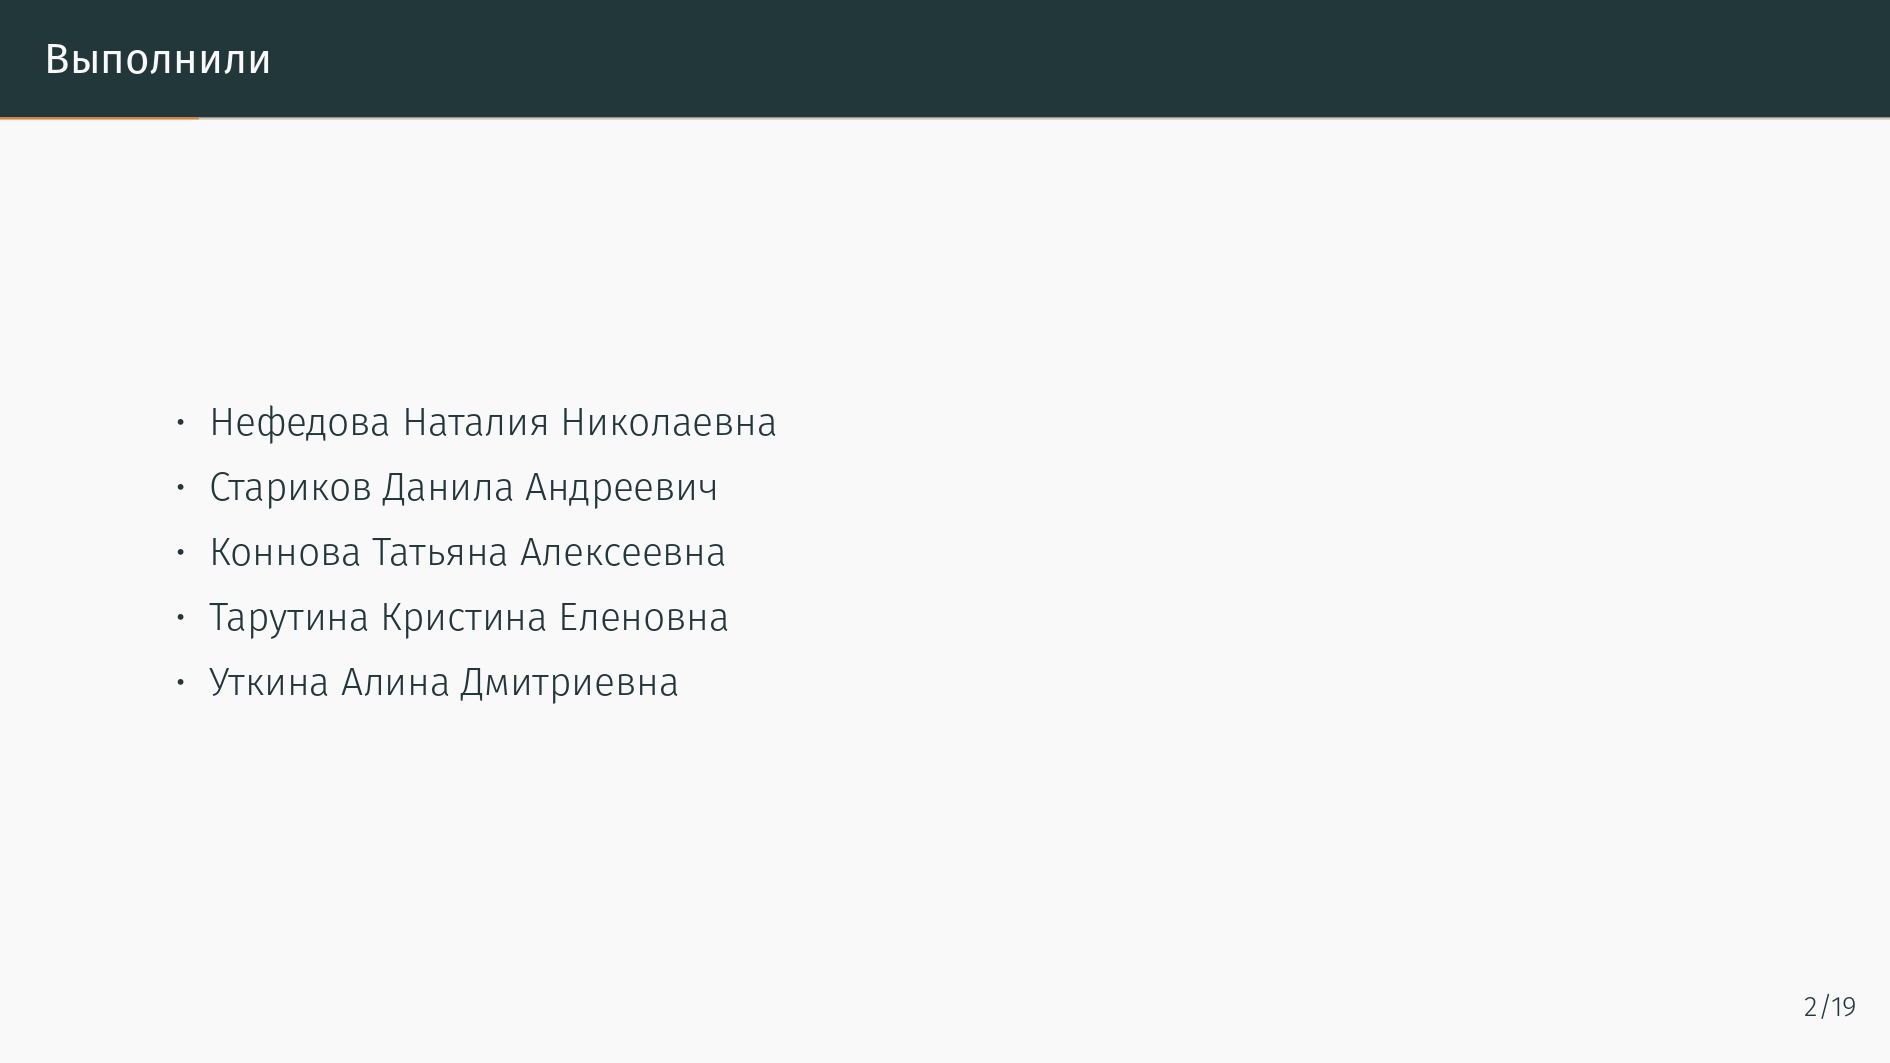 Выполнили
• Нефедова Наталия Николаевна
• Стариков Данила Андреевич
• Коннова Татьяна Алексеевна
• Тарутина Кристина Еленовна
• Уткина Алина Дмитриевна
2/19